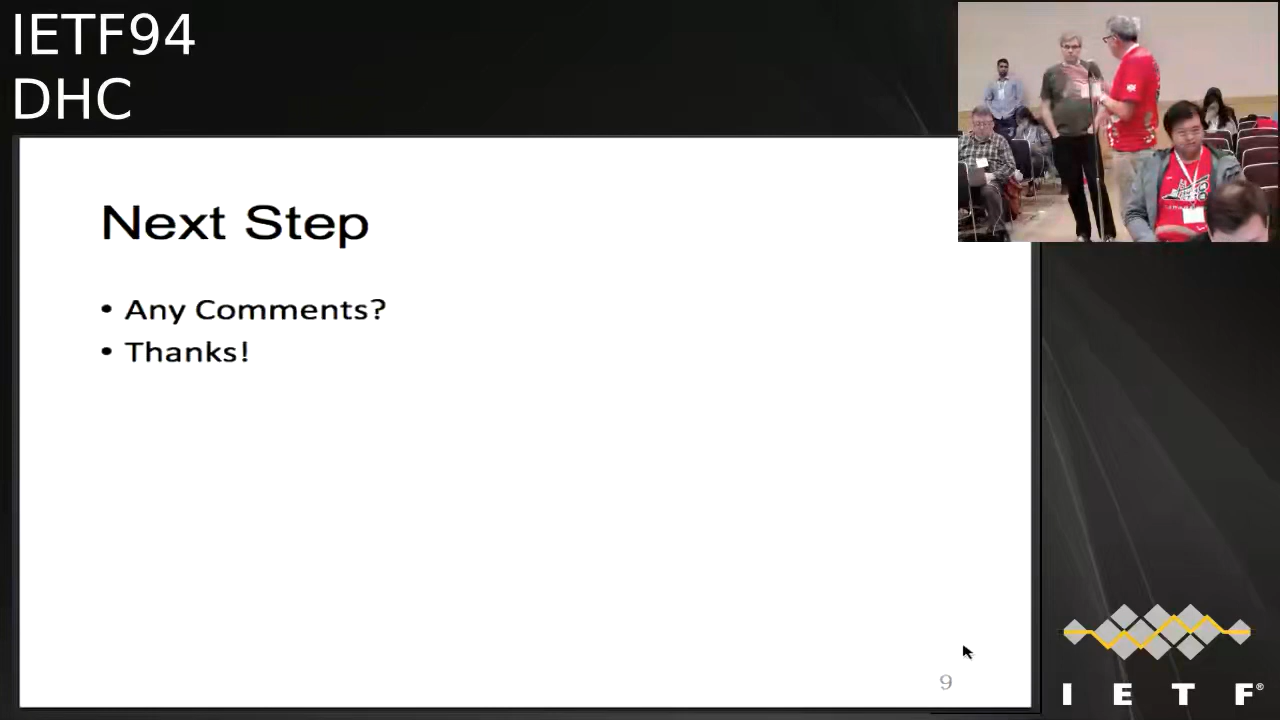 IETF94
DHC
Next Step
• Any Comments?
• Thanks!
9
I E T F®